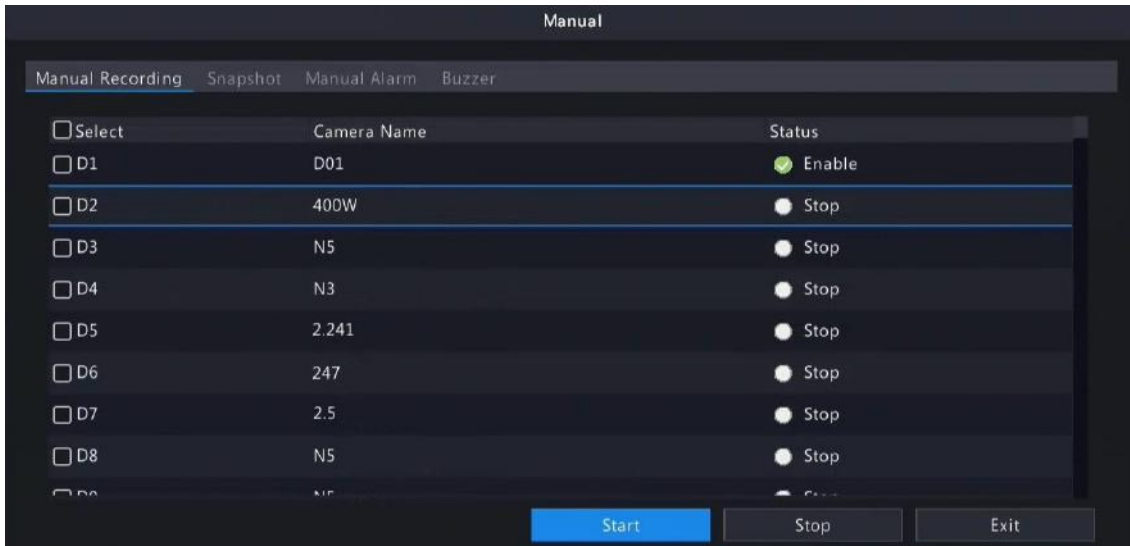 Manual
Manual Recording Snapshot Manual Alarm Buzzer
Select Camera Name Status
D1 D01 Enable
D2 400W Stop
D3 N5 Stop
D4 N3 Stop
D5 2.241 Stop
D6 247 Stop
D7 2.5 Stop
D8 N5 Stop
Start Stop Exit